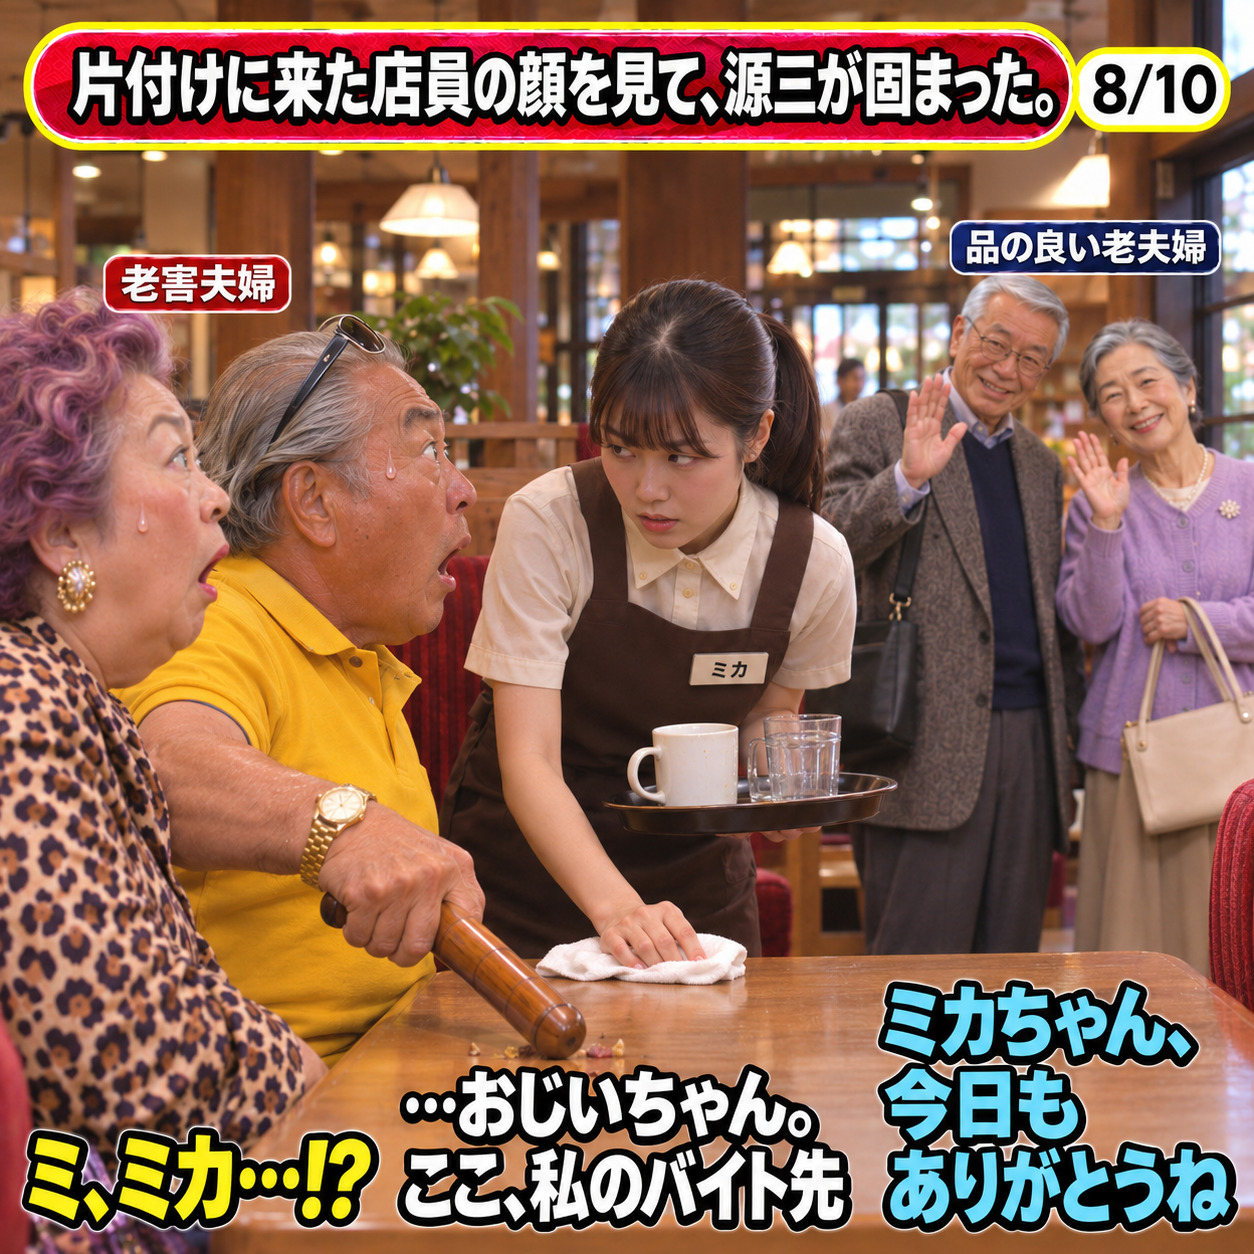 片付けに来た店員の顔を見て、源三が固まった。
8/10
老害夫婦
品の良い老夫婦
ミカ
ミカちゃん、
今日も
ありがとうね
…おじいちゃん。
ここ、私のバイト先
ミ、ミカ…!?